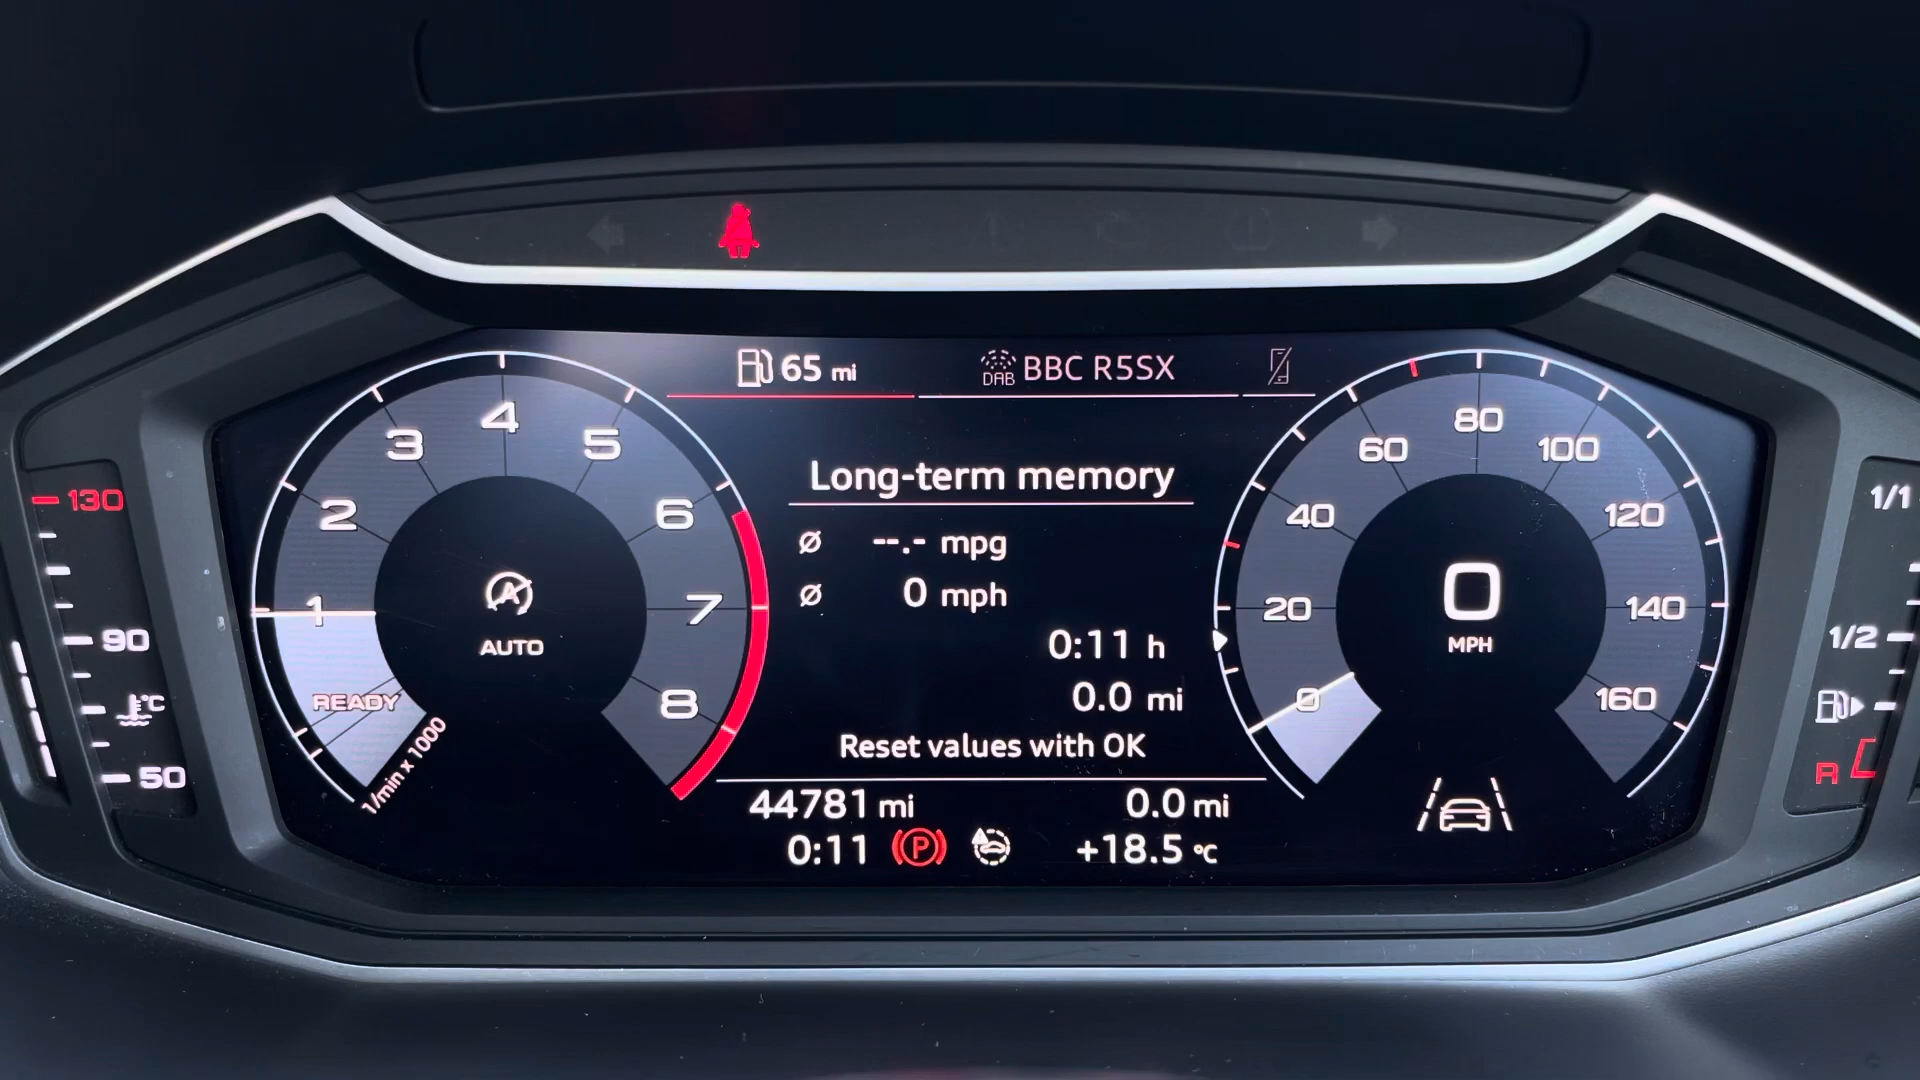 65 mi
DAB BBC R5SX
Long-term memory
ø --.- mpg
ø 0 mph
0:11 h
0.0 mi
Reset values with OK
44781 mi 0.0 mi
0:11 P +18.5 °C
1 2 3 4 5 6 7 8
A
AUTO
READY
1/min x 1000
0 20 40 60 80 100 120 140 160
0
MPH
130
90
°C
50
1/1
1/2
R